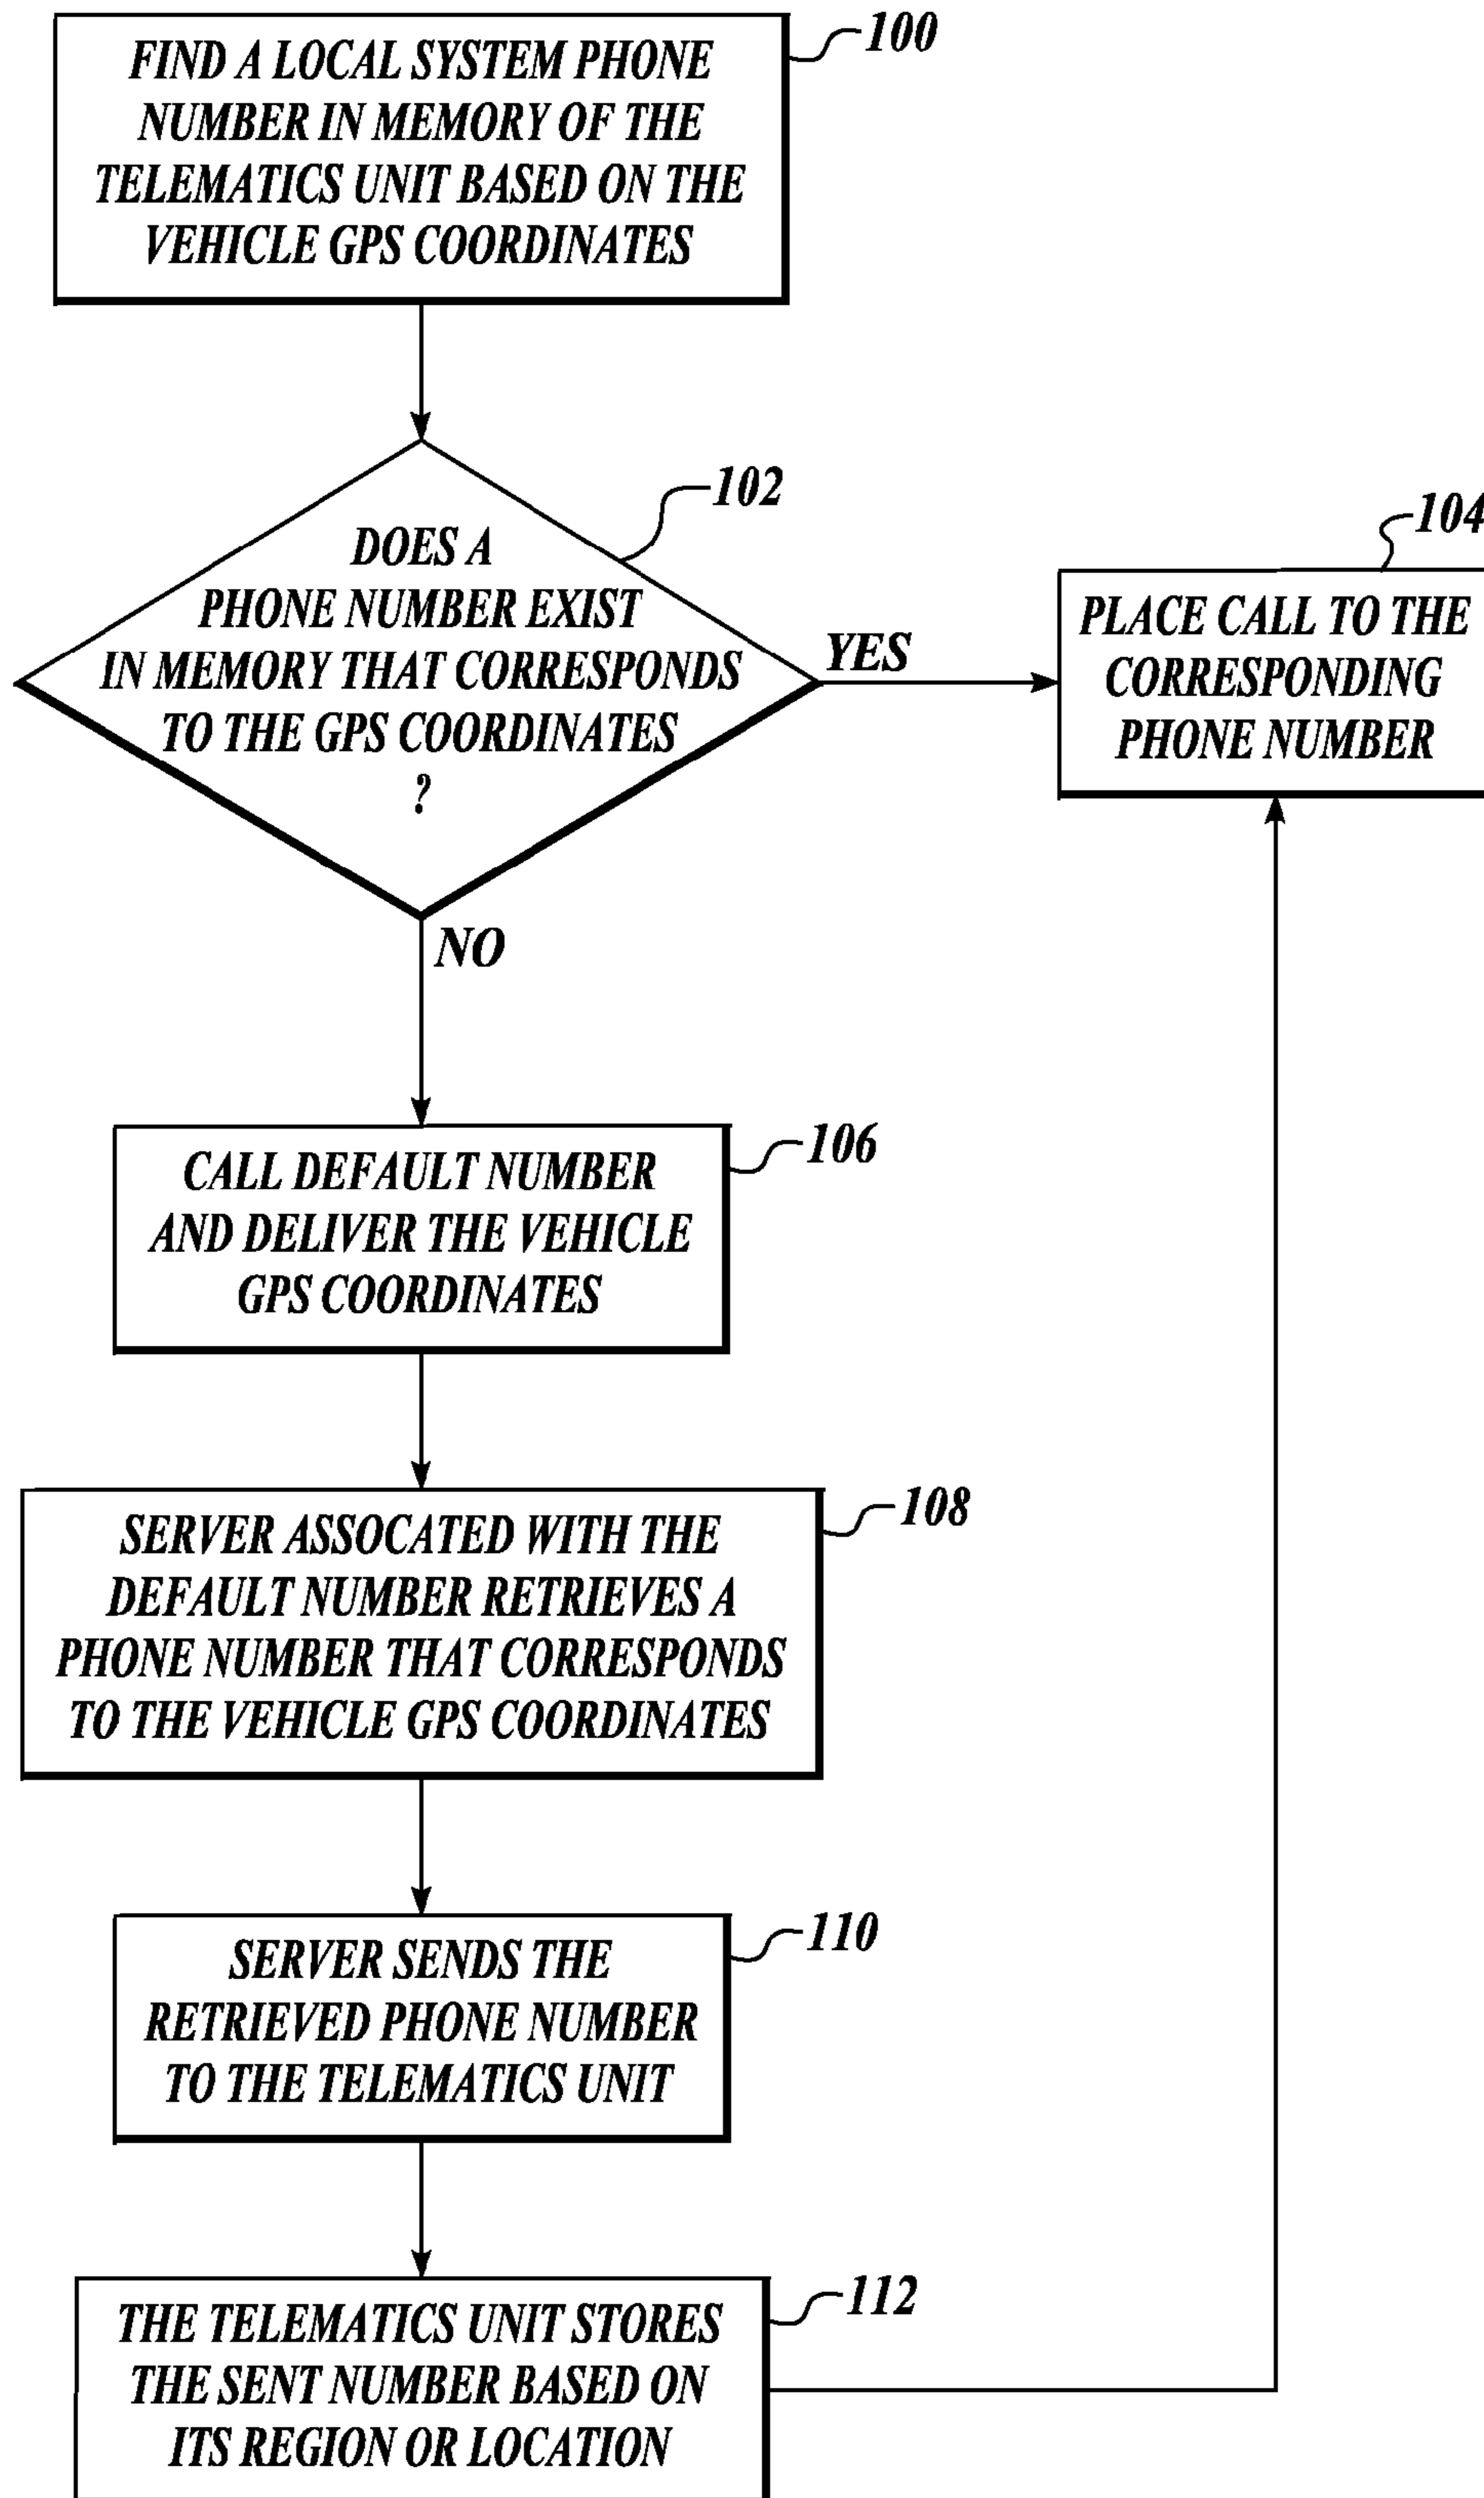 100
FIND A LOCAL SYSTEM PHONE
NUMBER IN MEMORY OF THE
TELEMATICS UNIT BASED ON THE
VEHICLE GPS COORDINATES
102
DOES A
PHONE NUMBER EXIST
IN MEMORY THAT CORRESPONDS
TO THE GPS COORDINATES
?
YES
104
PLACE CALL TO THE
CORRESPONDING
PHONE NUMBER
NO
106
CALL DEFAULT NUMBER
AND DELIVER THE VEHICLE
GPS COORDINATES
108
SERVER ASSOCATED WITH THE
DEFAULT NUMBER RETRIEVES A
PHONE NUMBER THAT CORRESPONDS
TO THE VEHICLE GPS COORDINATES
110
SERVER SENDS THE
RETRIEVED PHONE NUMBER
TO THE TELEMATICS UNIT
112
THE TELEMATICS UNIT STORES
THE SENT NUMBER BASED ON
ITS REGION OR LOCATION